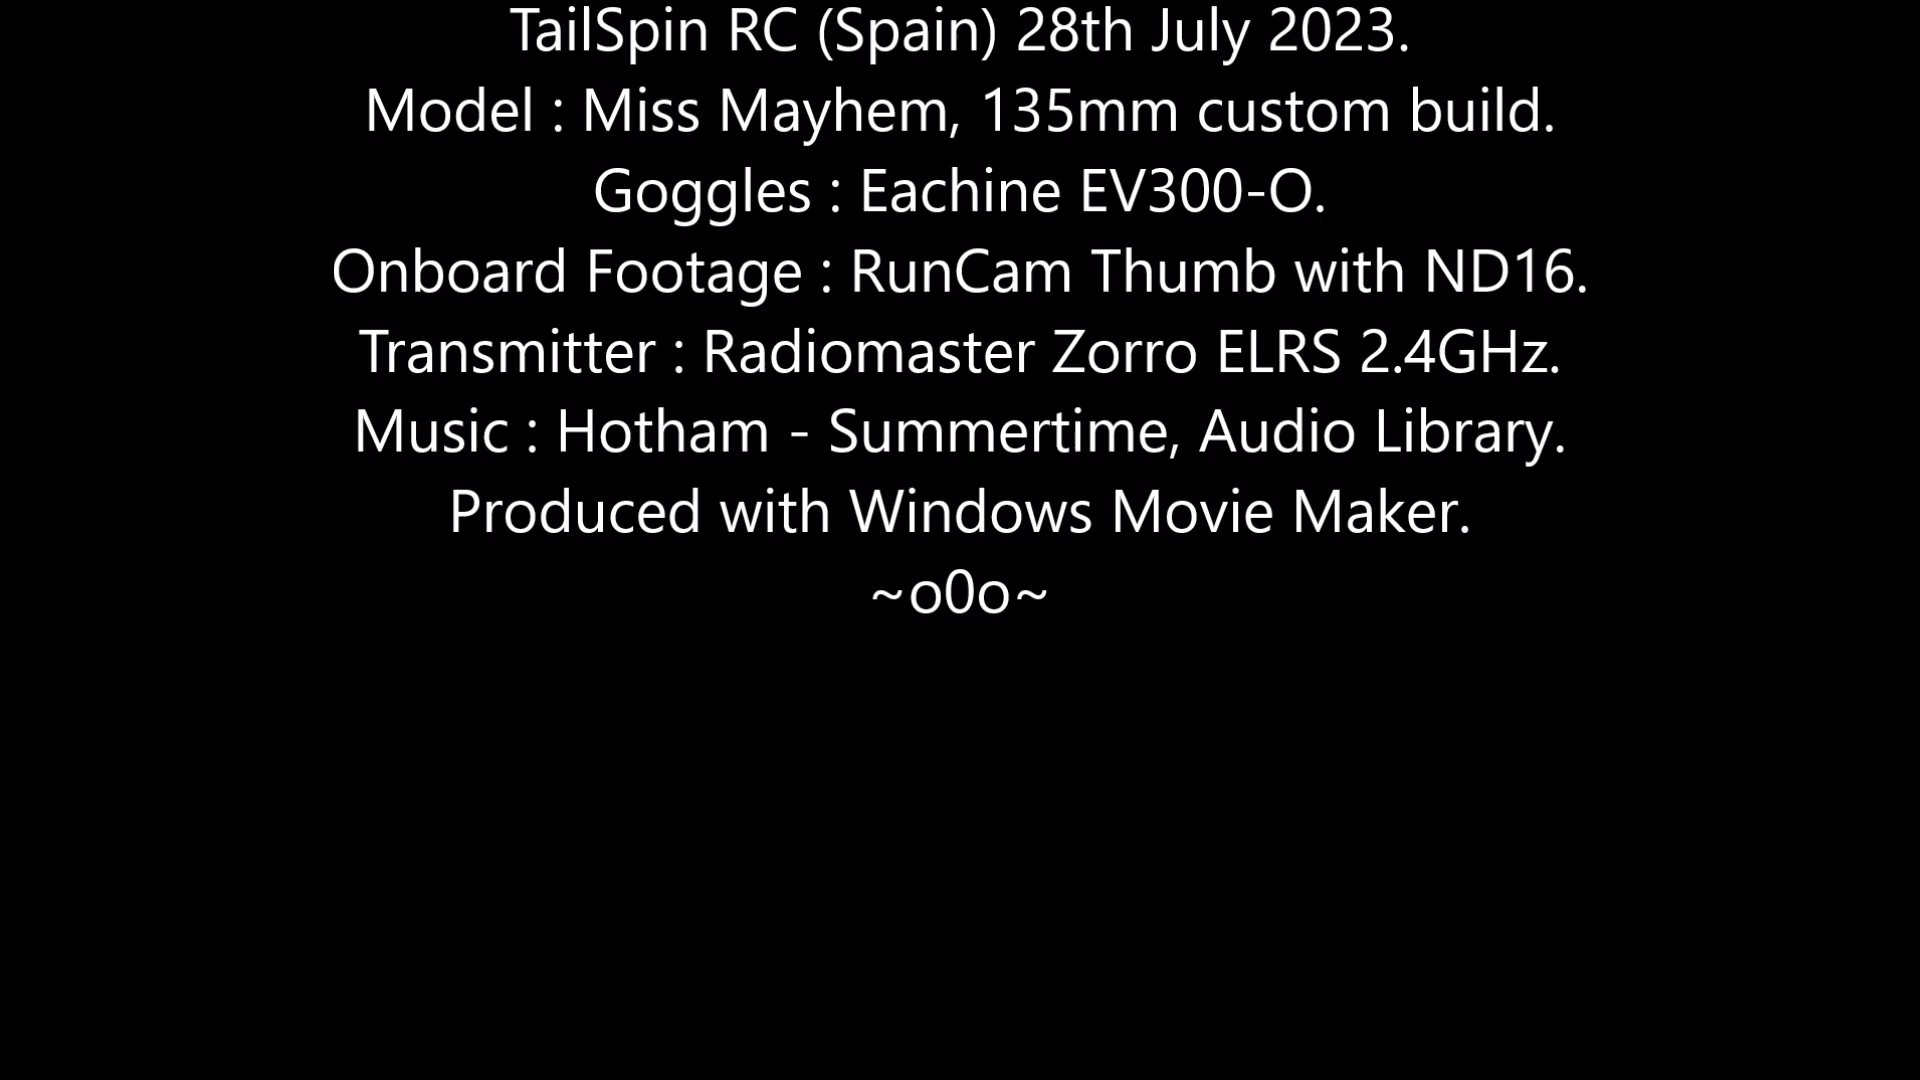 TailSpin RC (Spain) 28th July 2023.
Model : Miss Mayhem, 135mm custom build.
Goggles : Eachine EV300-O.
Onboard Footage : RunCam Thumb with ND16.
Transmitter : Radiomaster Zorro ELRS 2.4GHz.
Music : Hotham - Summertime, Audio Library.
Produced with Windows Movie Maker.
~o0o~